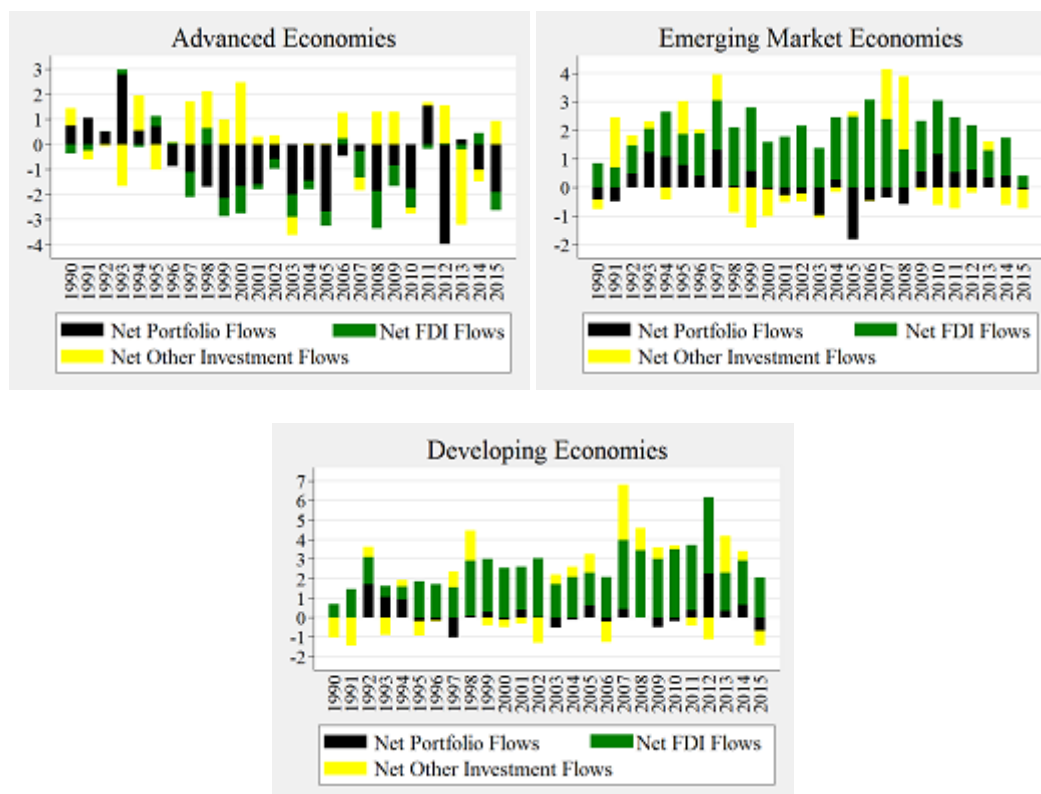 Advanced Economies
3
2
1
0
-1
-2
-3
-4
1990 1991 1992 1993 1994 1995 1996 1997 1998 1999 2000 2001 2002 2003 2004 2005 2006 2007 2008 2009 2010 2011 2012 2013 2014 2015
Net Portfolio Flows Net FDI Flows
Net Other Investment Flows
Emerging Market Economies
4
3
2
1
0
-1
-2
1990 1991 1992 1993 1994 1995 1996 1997 1998 1999 2000 2001 2002 2003 2004 2005 2006 2007 2008 2009 2010 2011 2012 2013 2014 2015
Net Portfolio Flows Net FDI Flows
Net Other Investment Flows
Developing Economies
7
6
5
4
3
2
1
0
-1
-2
1990 1991 1992 1993 1994 1995 1996 1997 1998 1999 2000 2001 2002 2003 2004 2005 2006 2007 2008 2009 2010 2011 2012 2013 2014 2015
Net Portfolio Flows Net FDI Flows
Net Other Investment Flows